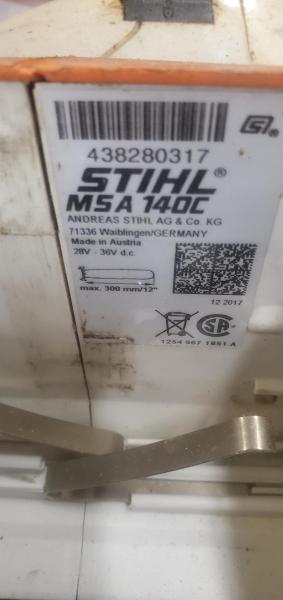 438280317
STIHL®
MSA 140C
ANDREAS STIHL AG & Co. KG
71336 Waiblingen/GERMANY
Made in Austria
28V - 36V d.c.
max. 300 mm/12"
12.2017
1254 967 1851 A